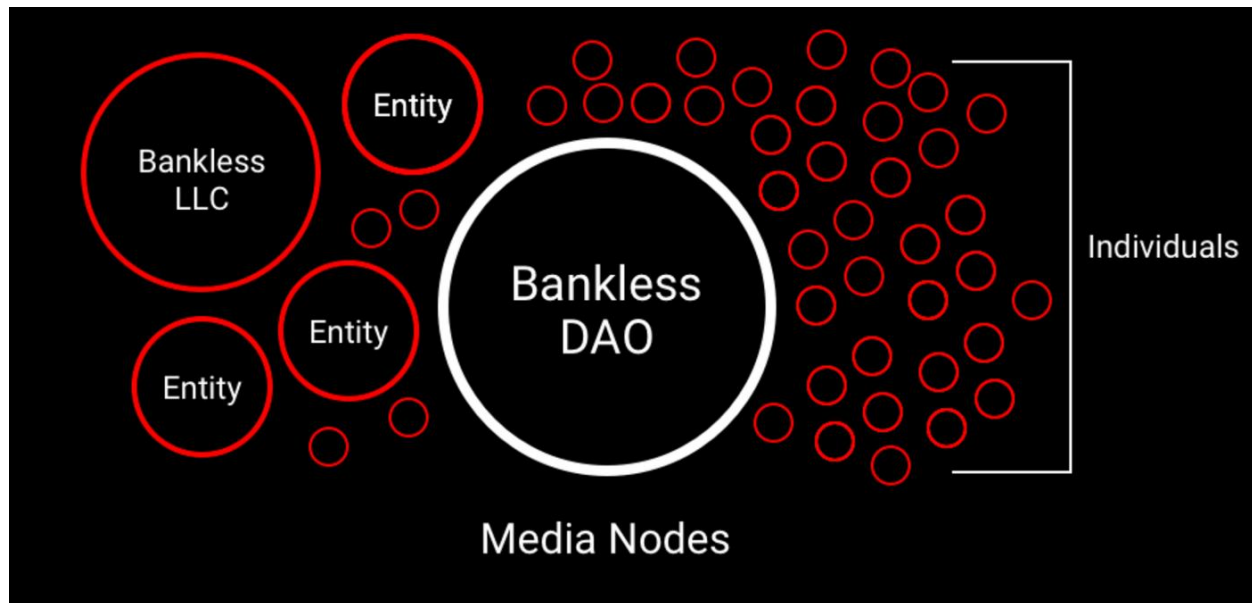 Entity
Bankless
LLC
Entity
Entity
Bankless
DAO
Individuals
Media Nodes